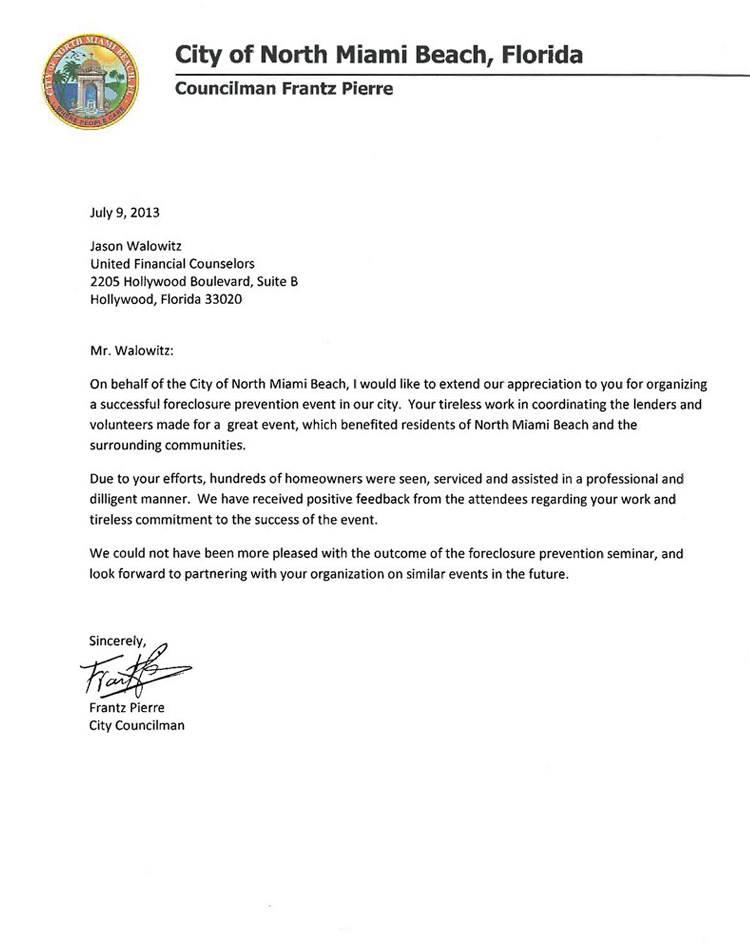 CITY OF NORTH MIAMI BEACH, FL
WHERE PEOPLE CARE
City of North Miami Beach, Florida
Councilman Frantz Pierre
July 9, 2013
Jason Walowitz
United Financial Counselors
2205 Hollywood Boulevard, Suite B
Hollywood, Florida 33020
Mr. Walowitz:
On behalf of the City of North Miami Beach, I would like to extend our appreciation to you for organizing
a successful foreclosure prevention event in our city.  Your tireless work in coordinating the lenders and
volunteers made for a  great event, which benefited residents of North Miami Beach and the
surrounding communities.
Due to your efforts, hundreds of homeowners were seen, serviced and assisted in a professional and
dilligent manner.  We have received positive feedback from the attendees regarding your work and
tireless commitment to the success of the event.
We could not have been more pleased with the outcome of the foreclosure prevention seminar, and
look forward to partnering with your organization on similar events in the future.
Sincerely,
Frantz Pierre
City Councilman